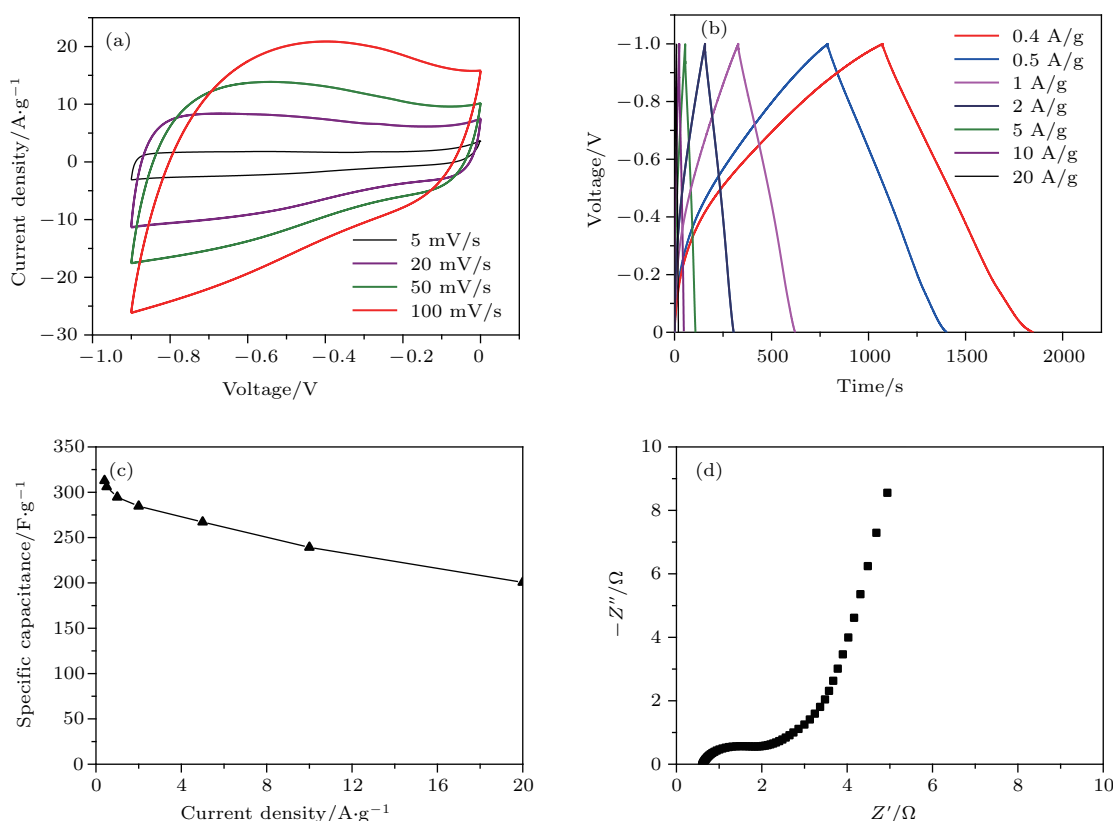 (a)
20
10
0
−10
−20
−30
Current density/A·g⁻¹
5 mV/s
20 mV/s
50 mV/s
100 mV/s
−1.0 −0.8 −0.6 −0.4 −0.2 0
Voltage/V
(b)
−1.0
−0.8
−0.6
−0.4
−0.2
0
Voltage/V
0.4 A/g
0.5 A/g
1 A/g
2 A/g
5 A/g
10 A/g
20 A/g
0 500 1000 1500 2000
Time/s
(c)
350
300
250
200
150
100
50
0
Specific capacitance/F·g⁻¹
0 4 8 12 16 20
Current density/A·g⁻¹
(d)
10
8
6
4
2
0
−Z″/Ω
0 2 4 6 8 10
Z′/Ω